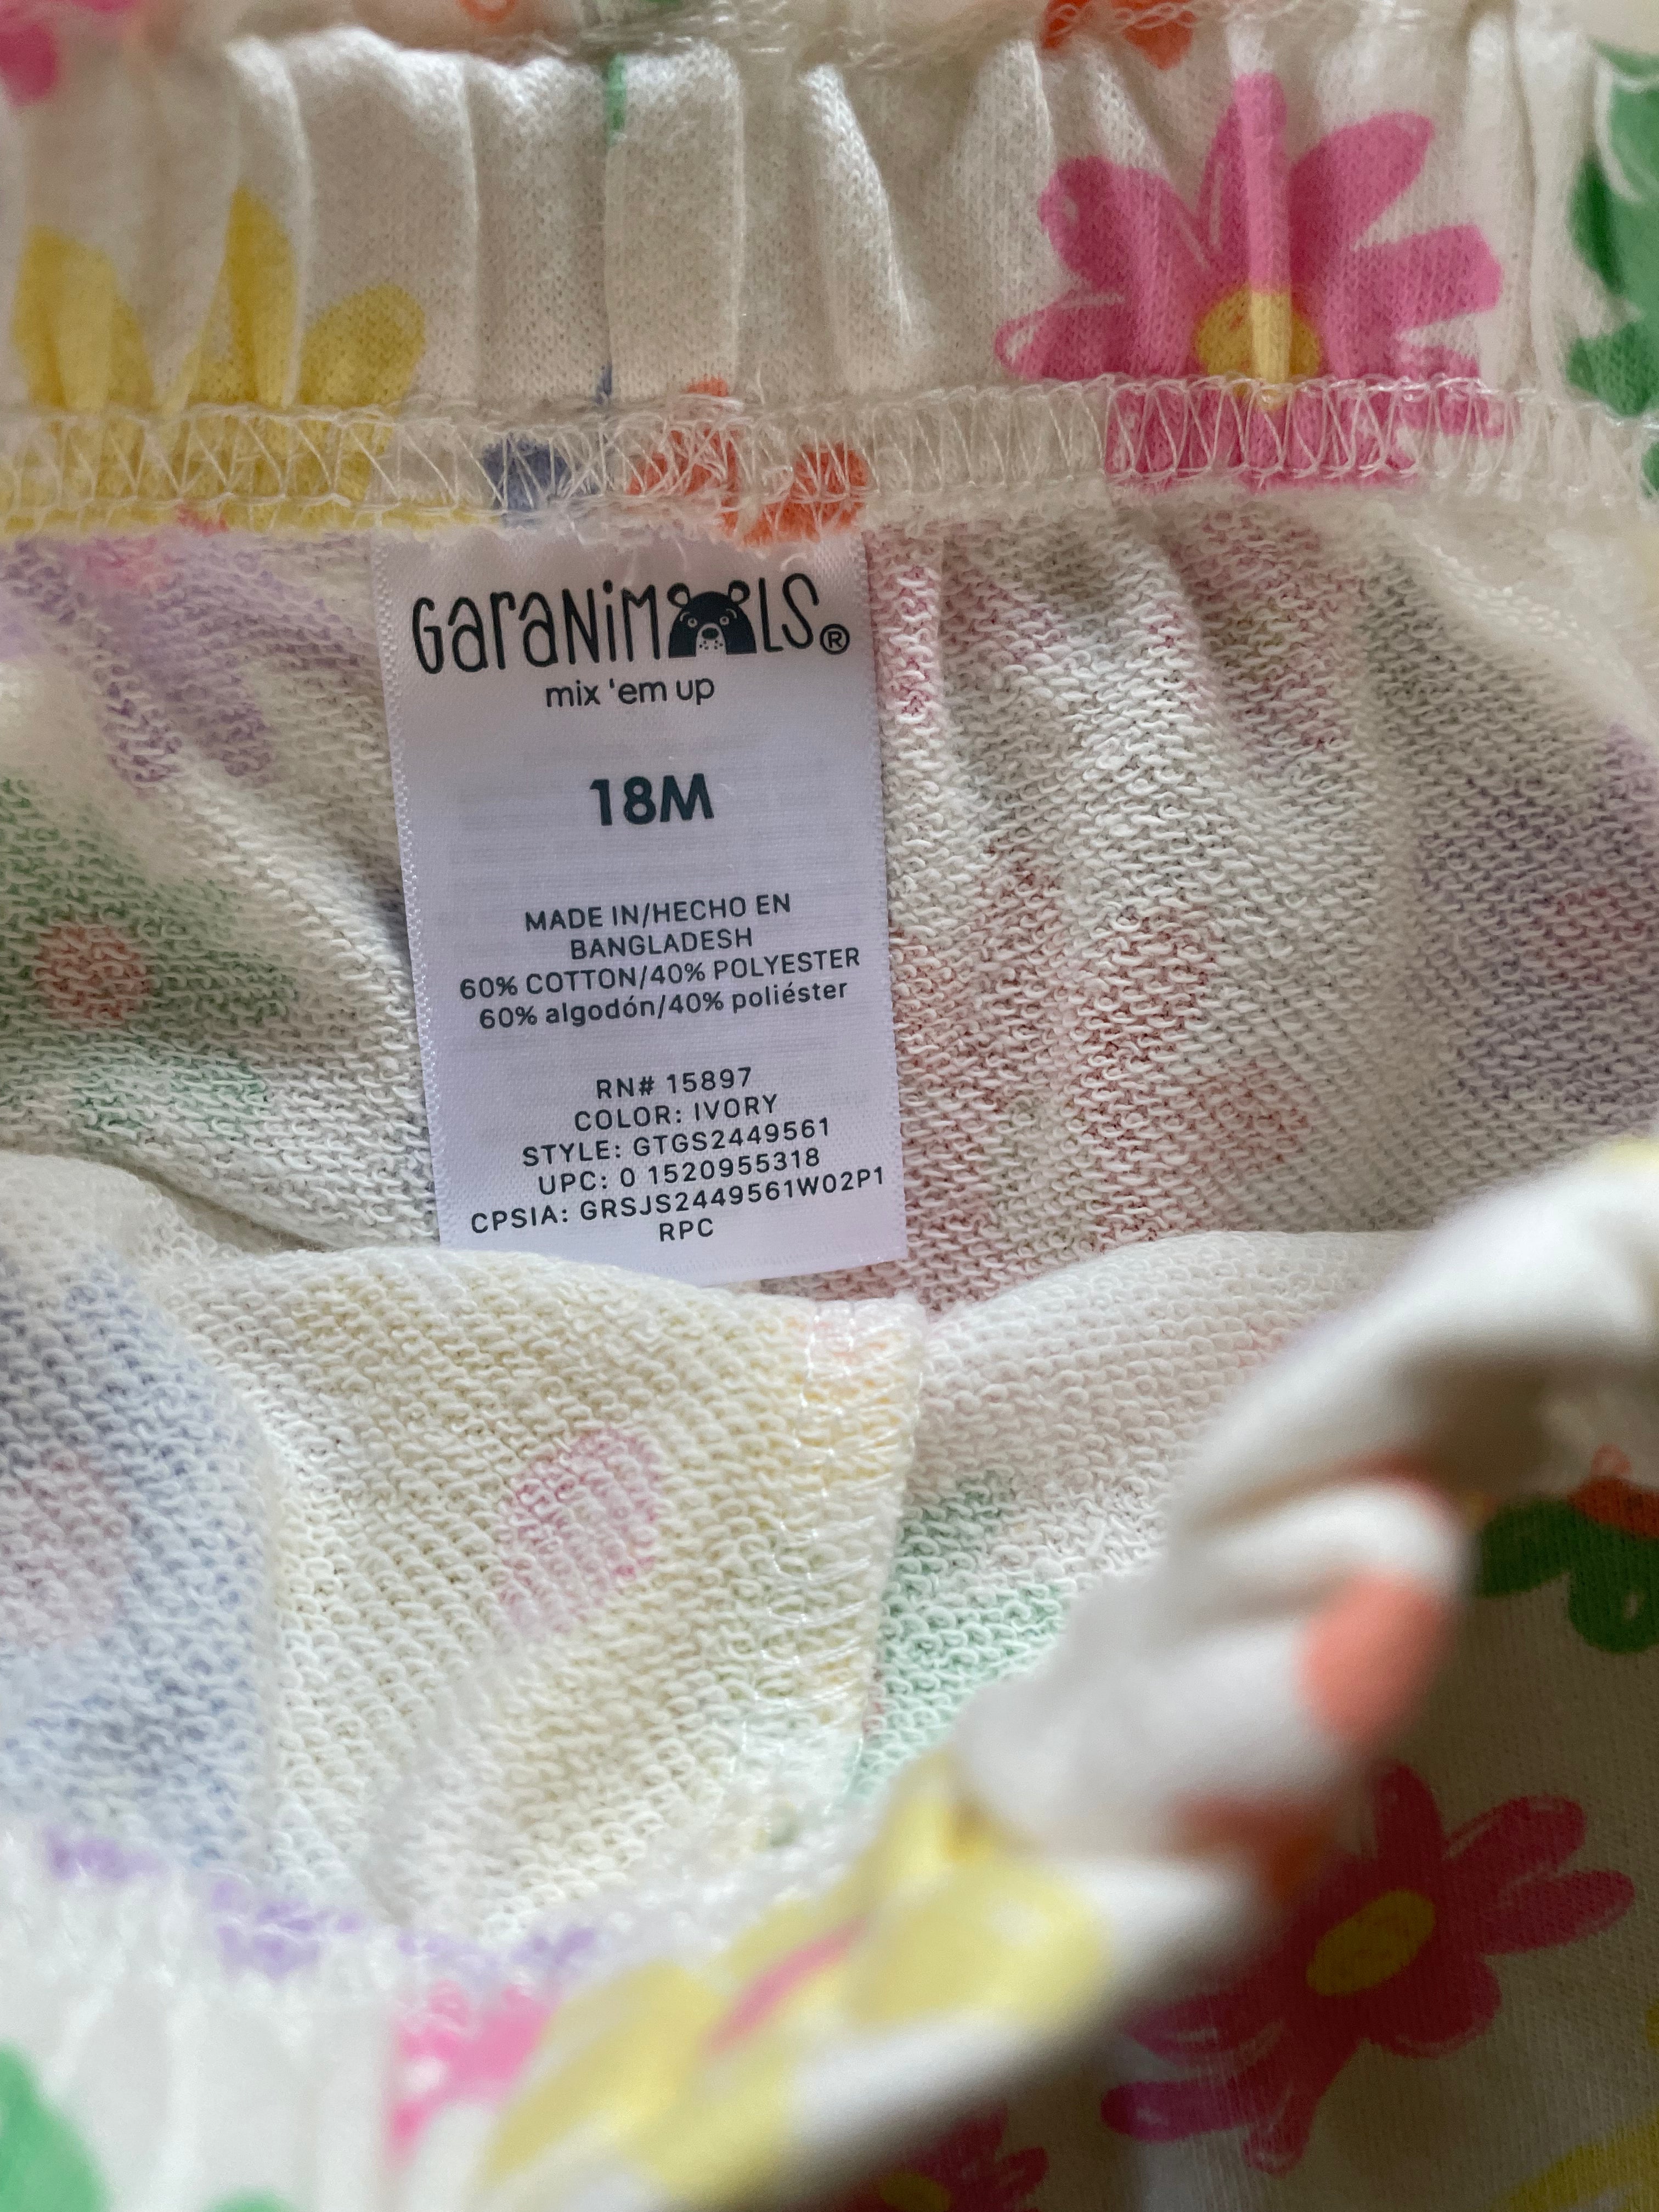 GaraNiMALS®
mix 'em up
18M
MADE IN/HECHO EN
BANGLADESH
60% COTTON/40% POLYESTER
60% algodón/40% poliéster
RN# 15897
COLOR: IVORY
STYLE: GTGS2449561
UPC: 0 1520955318
CPSIA: GRSJS2449561W02P1
RPC